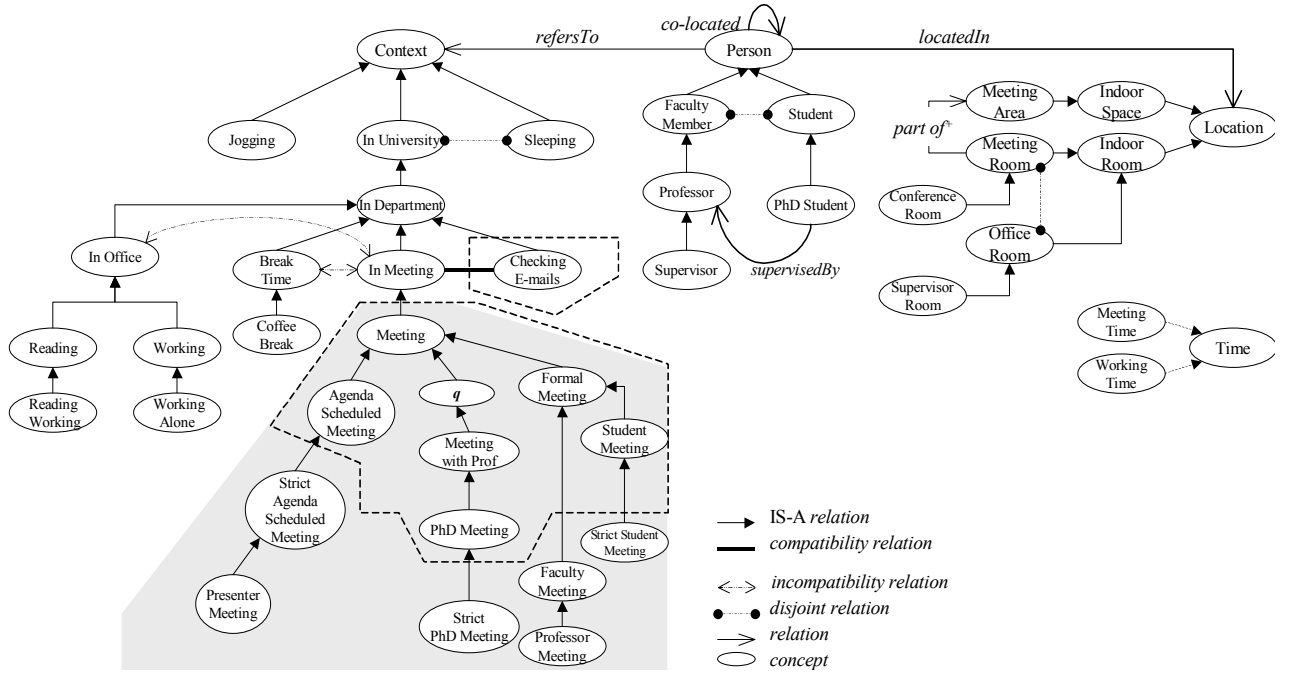 co-located
Context
refersTo
Person
locatedIn
Jogging
In University
Sleeping
Faculty
Member
Student
Meeting
Area
Indoor
Space
part of+
Location
Meeting
Room
Indoor
Room
In Department
Professor
PhD Student
Conference
Room
In Office
Break
Time
In Meeting
Checking
E-mails
Supervisor
supervisedBy
Office
Room
Supervisor
Room
Coffee
Break
Meeting
Meeting
Time
Time
Working
Time
Reading
Working
Reading
Working
Working
Alone
Agenda
Scheduled
Meeting
q
Formal
Meeting
Meeting
with Prof
Student
Meeting
Strict
Agenda
Scheduled
Meeting
PhD Meeting
Strict Student
Meeting
Presenter
Meeting
Faculty
Meeting
Strict
PhD Meeting
Professor
Meeting
IS-A relation
compatibility relation
incompatibility relation
disjoint relation
relation
concept